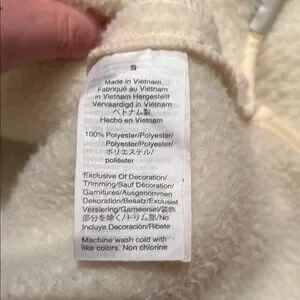 S
Made in Vietnam
Fabriqué au Vietnam
in Vietnam Hergestellt
Vervaardigd in Vietnam
ベトナム製
Hecho en Vietnam
100% Polyester/Polyester/
Polyester/Polyester/
ポリエステル/
poliéster
Exclusive Of Decoration/
Trimming/Sauf Décoration/
Garnitures/Ausgenommen
Dekoration/Besatz/Exclusief
Versiering/Garneersel/装飾
部分を除く/トリム部/No
Incluye Decoración/Ribete
Machine wash cold with
like colors. Non chlorine